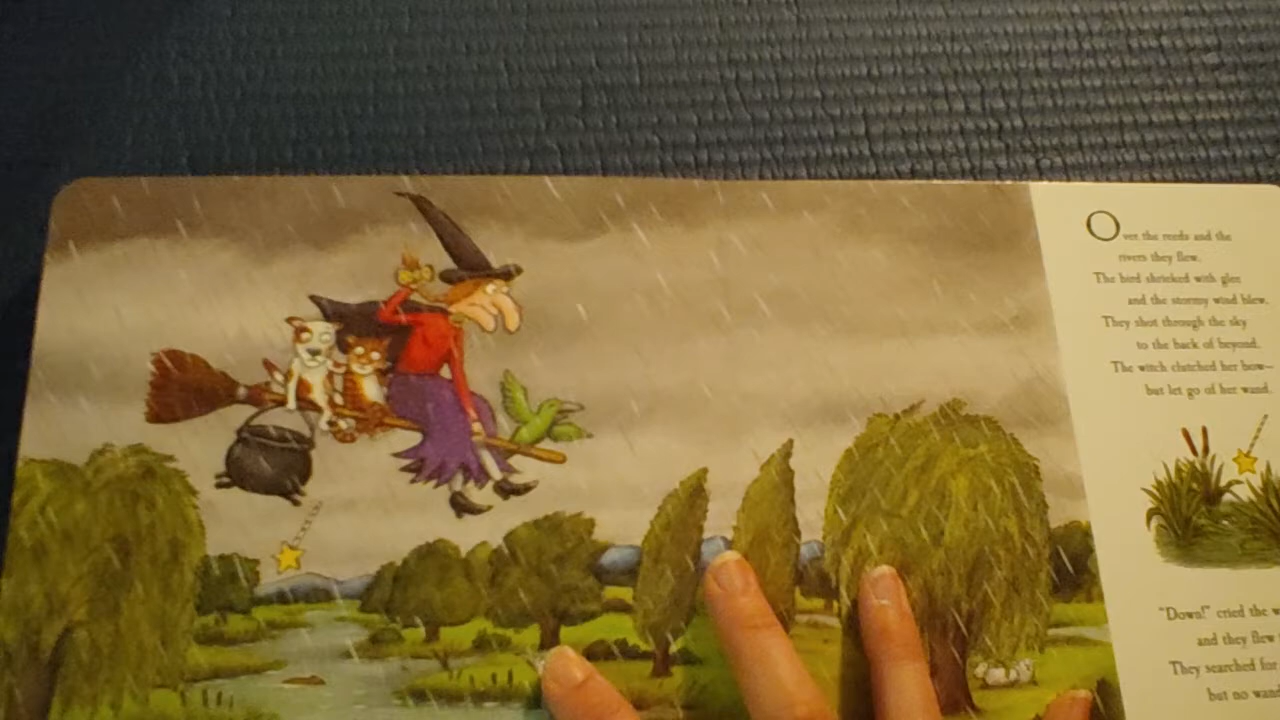 Over the reeds and the
rivers they flew.
The bird shrieked with glee
and the stormy wind blew.
They shot through the sky
to the back of beyond.
The witch clutched her bow—
but let go of her wand.
"Down!" cried the
and they flew
They searched for
but no